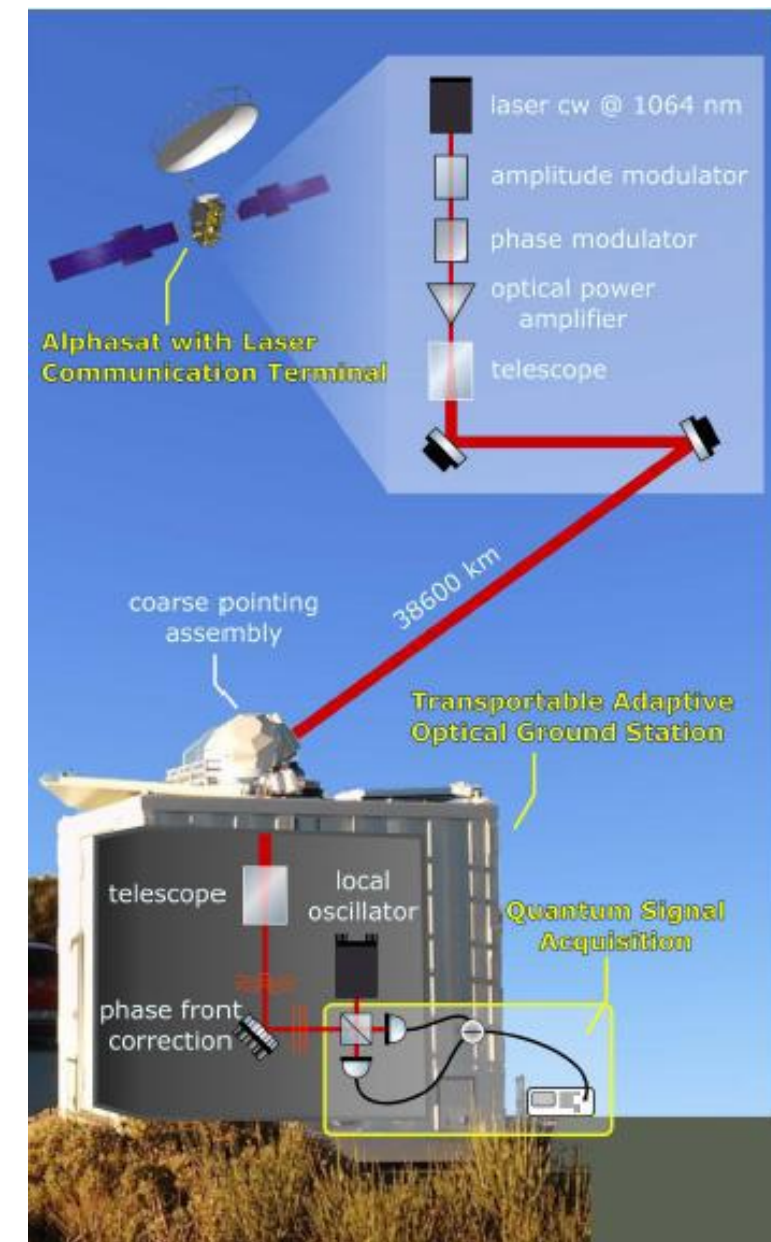 laser cw @ 1064 nm
amplitude modulator
phase modulator
optical power
amplifier
telescope
Alphasat with Laser
Communication Terminal
38600 km
coarse pointing
assembly
Transportable Adaptive
Optical Ground Station
telescope
local
oscillator
Quantum Signal
Acquisition
phase front
correction